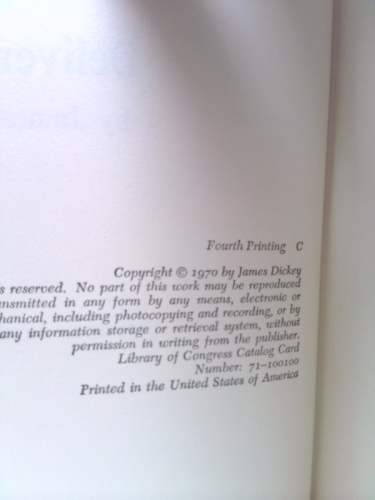 Fourth Printing C
Copyright © 1970 by James Dickey
s reserved. No part of this work may be reproduced
nsmitted in any form by any means, electronic or
hanical, including photocopying and recording, or by
any information storage or retrieval system, without
permission in writing from the publisher.
Library of Congress Catalog Card
Number: 71-100100
Printed in the United States of America